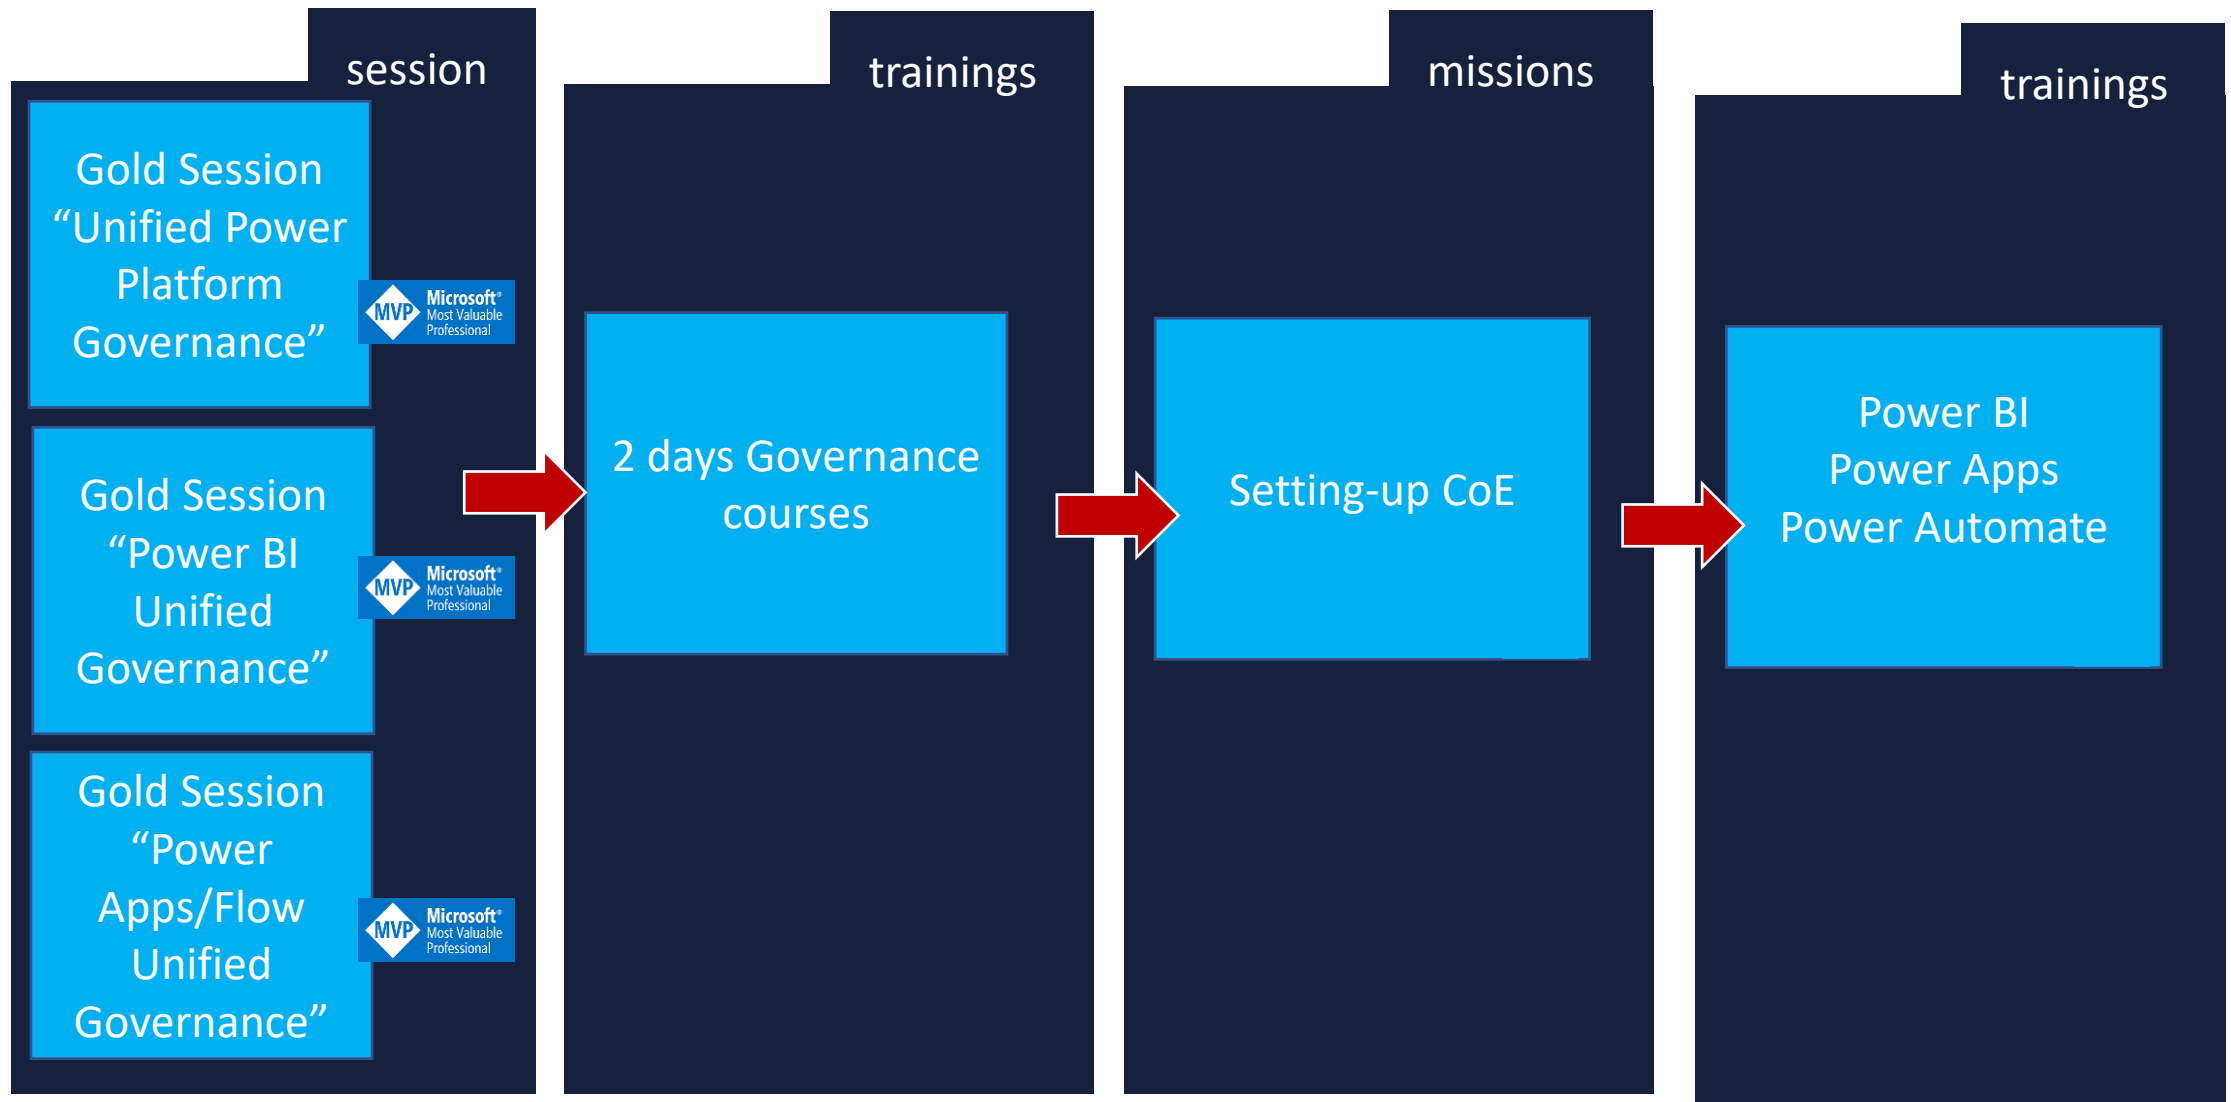 session
Gold Session
“Unified Power
Platform
Governance”
MVP
Microsoft®
Most Valuable
Professional
Gold Session
“Power BI
Unified
Governance”
MVP
Microsoft®
Most Valuable
Professional
Gold Session
“Power
Apps/Flow
Unified
Governance”
MVP
Microsoft®
Most Valuable
Professional
trainings
2 days Governance
courses
missions
Setting-up CoE
trainings
Power BI
Power Apps
Power Automate